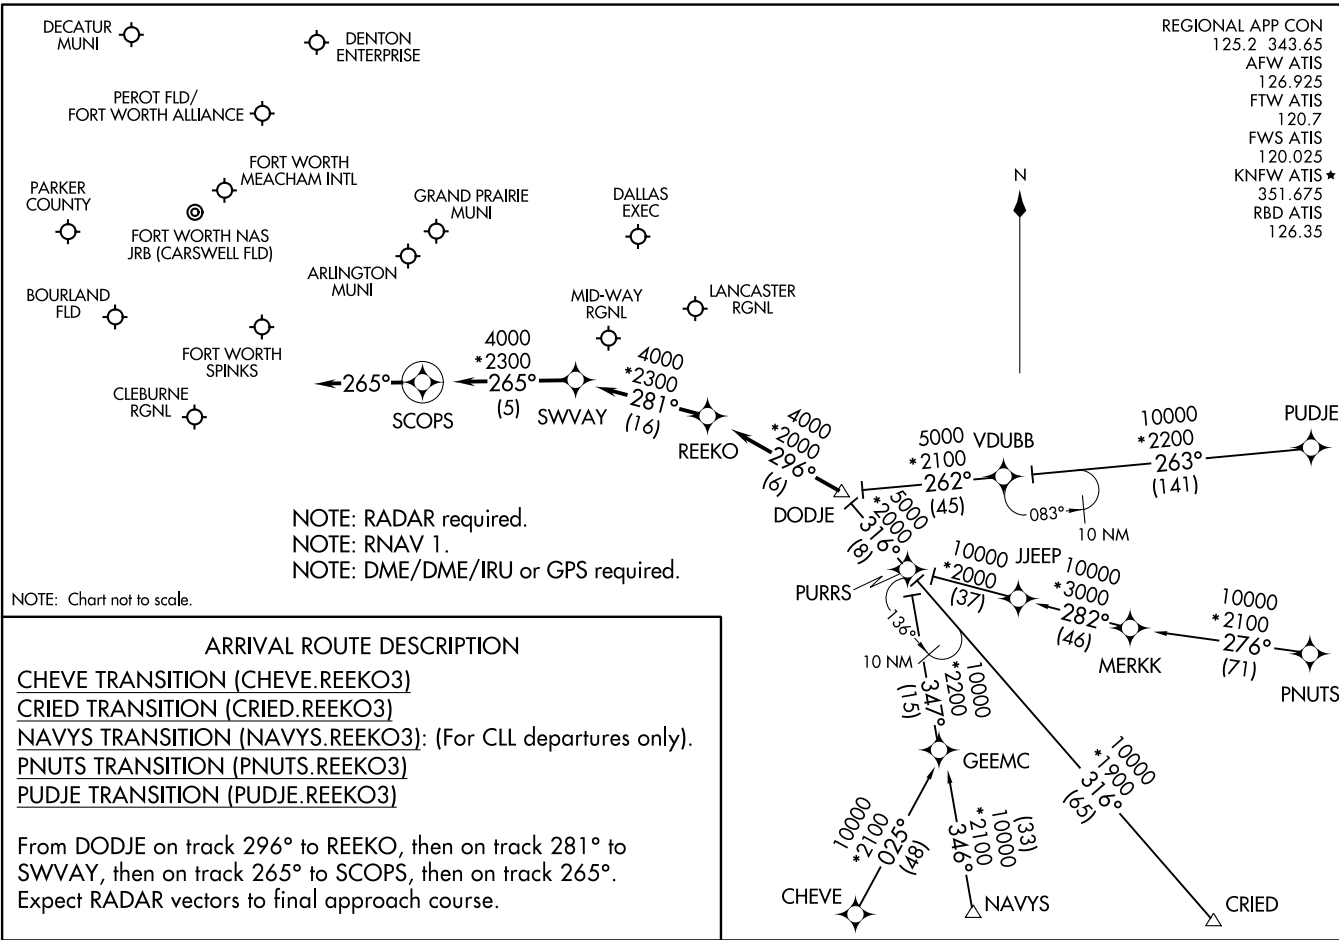 DECATUR
MUNI
DENTON
ENTERPRISE
PEROT FLD/
FORT WORTH ALLIANCE
FORT WORTH
MEACHAM INTL
PARKER
COUNTY
FORT WORTH NAS
JRB (CARSWELL FLD)
GRAND PRAIRIE
MUNI
ARLINGTON
MUNI
DALLAS
EXEC
BOURLAND
FLD
FORT WORTH
SPINKS
CLEBURNE
RGNL
MID-WAY
RGNL
LANCASTER
RGNL
REGIONAL APP CON
125.2 343.65
AFW ATIS
126.925
FTW ATIS
120.7
FWS ATIS
120.025
KNFW ATIS ★
351.675
RBD ATIS
126.35
N
265°
SCOPS
4000
*2300
265°
(5)
SWVAY
4000
*2300
281°
(16)
REEKO
4000
*2000
296°
(6)
DODJE
5000
*2100
262°
(45)
VDUBB
083°
10 NM
10000
*2200
263°
(141)
PUDJE
5000
*2000
316°
(8)
PURRS
10000
*2000
(37)
JJEEP
10000
*3000
282°
(46)
MERKK
10000
*2100
276°
(71)
PNUTS
136°
10 NM
10000
*2200
347°
(15)
GEEMC
10000
*2100
025°
(48)
CHEVE
(33)
10000
*2100
346°
NAVYS
10000
*1900
316°
(65)
CRIED
NOTE: RADAR required.
NOTE: RNAV 1.
NOTE: DME/DME/IRU or GPS required.
NOTE: Chart not to scale.
ARRIVAL ROUTE DESCRIPTION
CHEVE TRANSITION (CHEVE.REEKO3)
CRIED TRANSITION (CRIED.REEKO3)
NAVYS TRANSITION (NAVYS.REEKO3): (For CLL departures only).
PNUTS TRANSITION (PNUTS.REEKO3)
PUDJE TRANSITION (PUDJE.REEKO3)
From DODJE on track 296° to REEKO, then on track 281° to
SWVAY, then on track 265° to SCOPS, then on track 265°.
Expect RADAR vectors to final approach course.